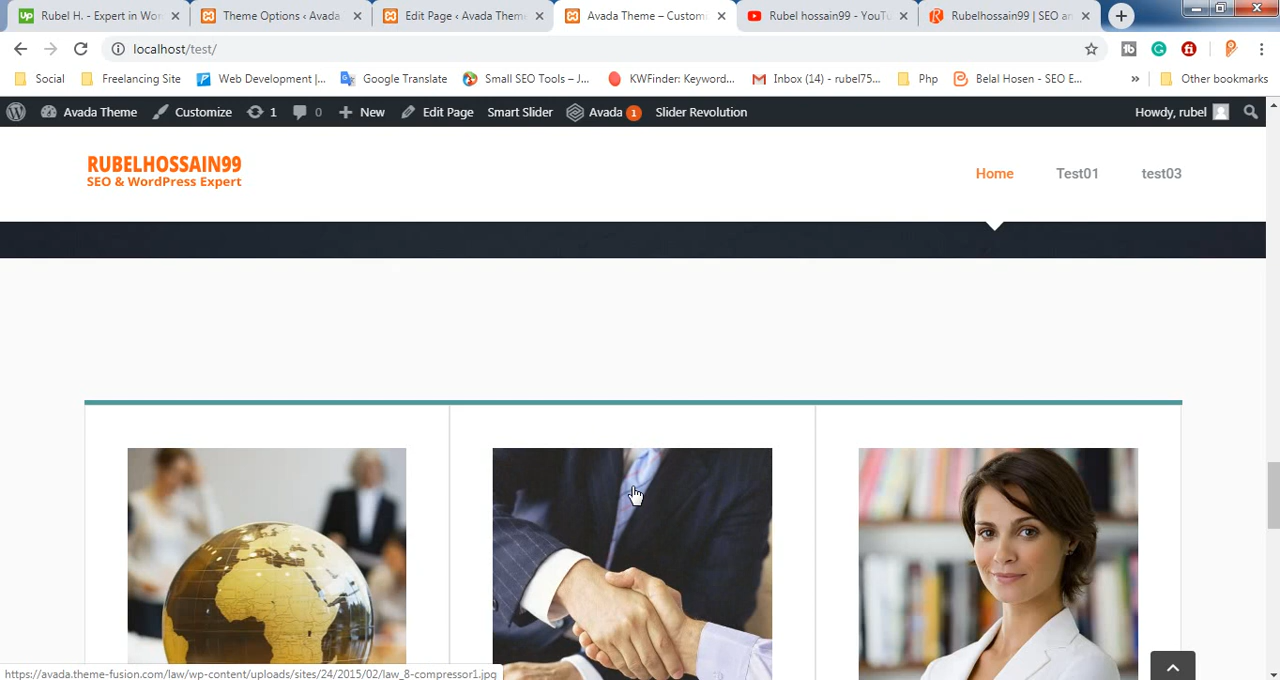 Rubel H. - Expert in Wor
Theme Options ‹ Avada
Edit Page ‹ Avada Theme
Avada Theme – Custom
Rubel hossain99 - YouTu
Rubelhossain99 | SEO an
localhost/test/
Social
Freelancing Site
Web Development |...
Google Translate
Small SEO Tools – J...
KWFinder: Keyword...
Inbox (14) - rubel75...
Php
Belal Hosen - SEO E...
»
Other bookmarks
Avada Theme
Customize
1
0
New
Edit Page
Smart Slider
Avada 1
Slider Revolution
Howdy, rubel
RUBELHOSSAIN99
SEO & WordPress Expert
Home
Test01
test03
https://avada.theme-fusion.com/law/wp-content/uploads/sites/24/2015/02/law_8-compressor1.jpg